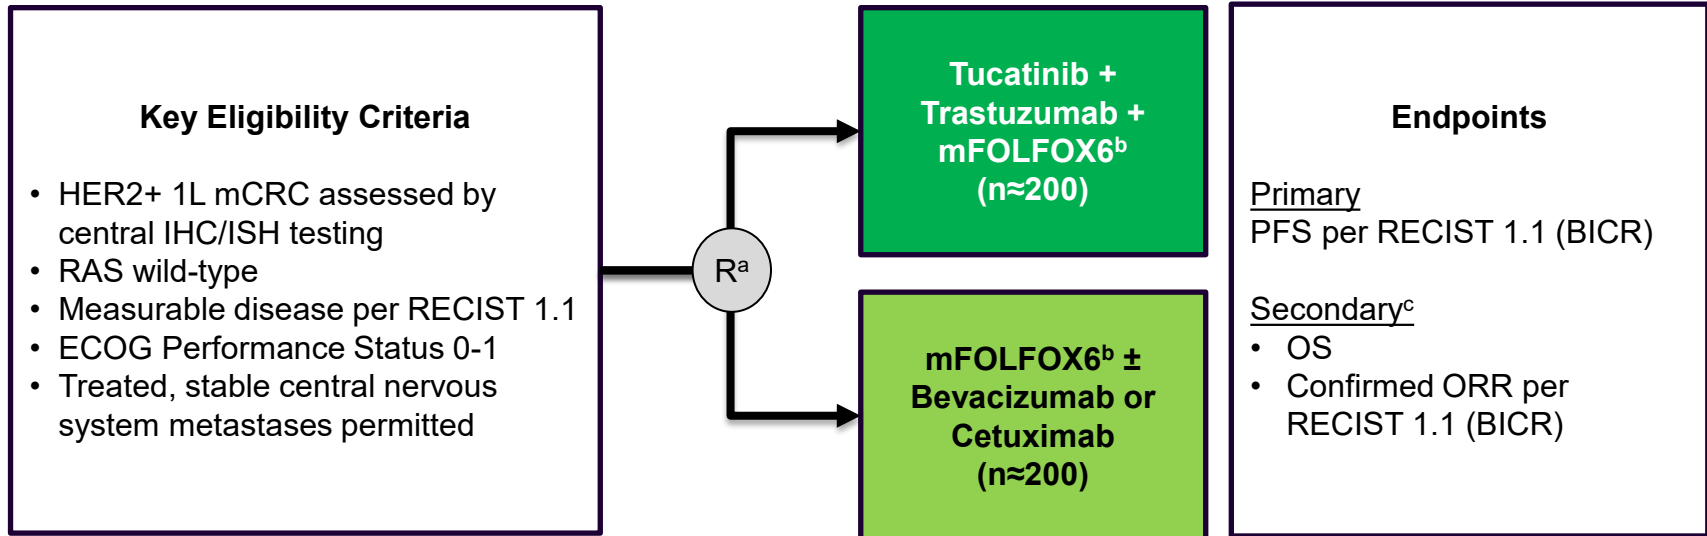 Key Eligibility Criteria
• HER2+ 1L mCRC assessed by
central IHC/ISH testing
• RAS wild-type
• Measurable disease per RECIST 1.1
• ECOG Performance Status 0-1
• Treated, stable central nervous
system metastases permitted
Rᵃ
Tucatinib +
Trastuzumab +
mFOLFOX6ᵇ
(n≈200)
mFOLFOX6ᵇ ±
Bevacizumab or
Cetuximab
(n≈200)
Endpoints
Primary
PFS per RECIST 1.1 (BICR)
Secondaryᶜ
• OS
• Confirmed ORR per
RECIST 1.1 (BICR)